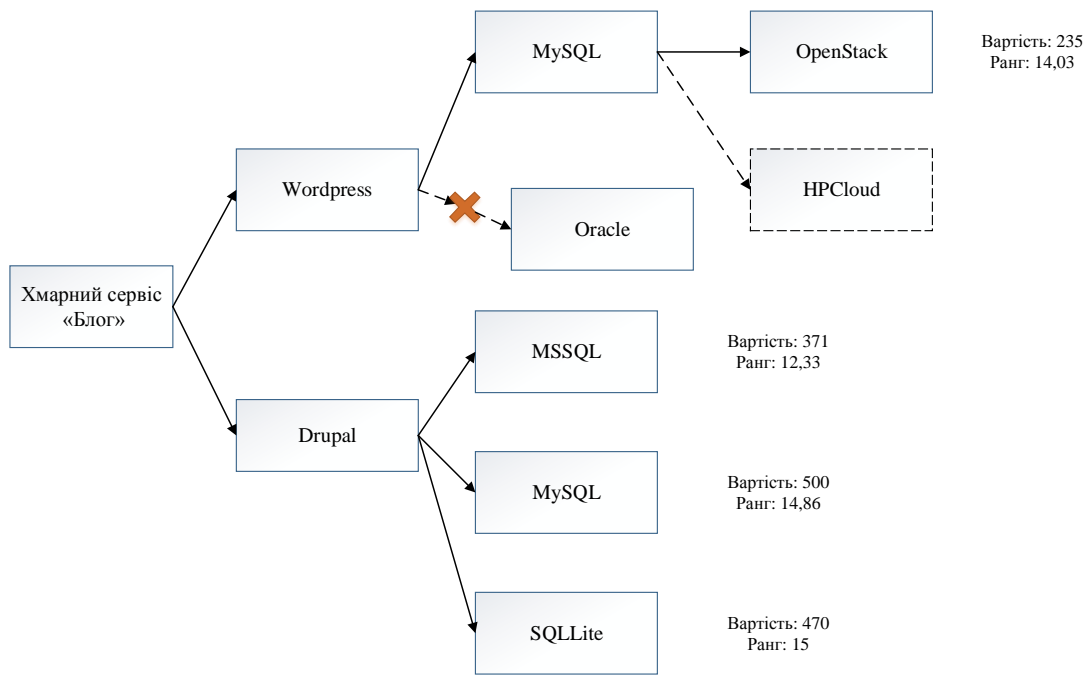 MySQL
OpenStack
Вартість: 235
Ранг: 14,03
Wordpress
HPCloud
Oracle
Хмарний сервіс
«Блог»
MSSQL
Вартість: 371
Ранг: 12,33
Drupal
MySQL
Вартість: 500
Ранг: 14,86
SQLLite
Вартість: 470
Ранг: 15